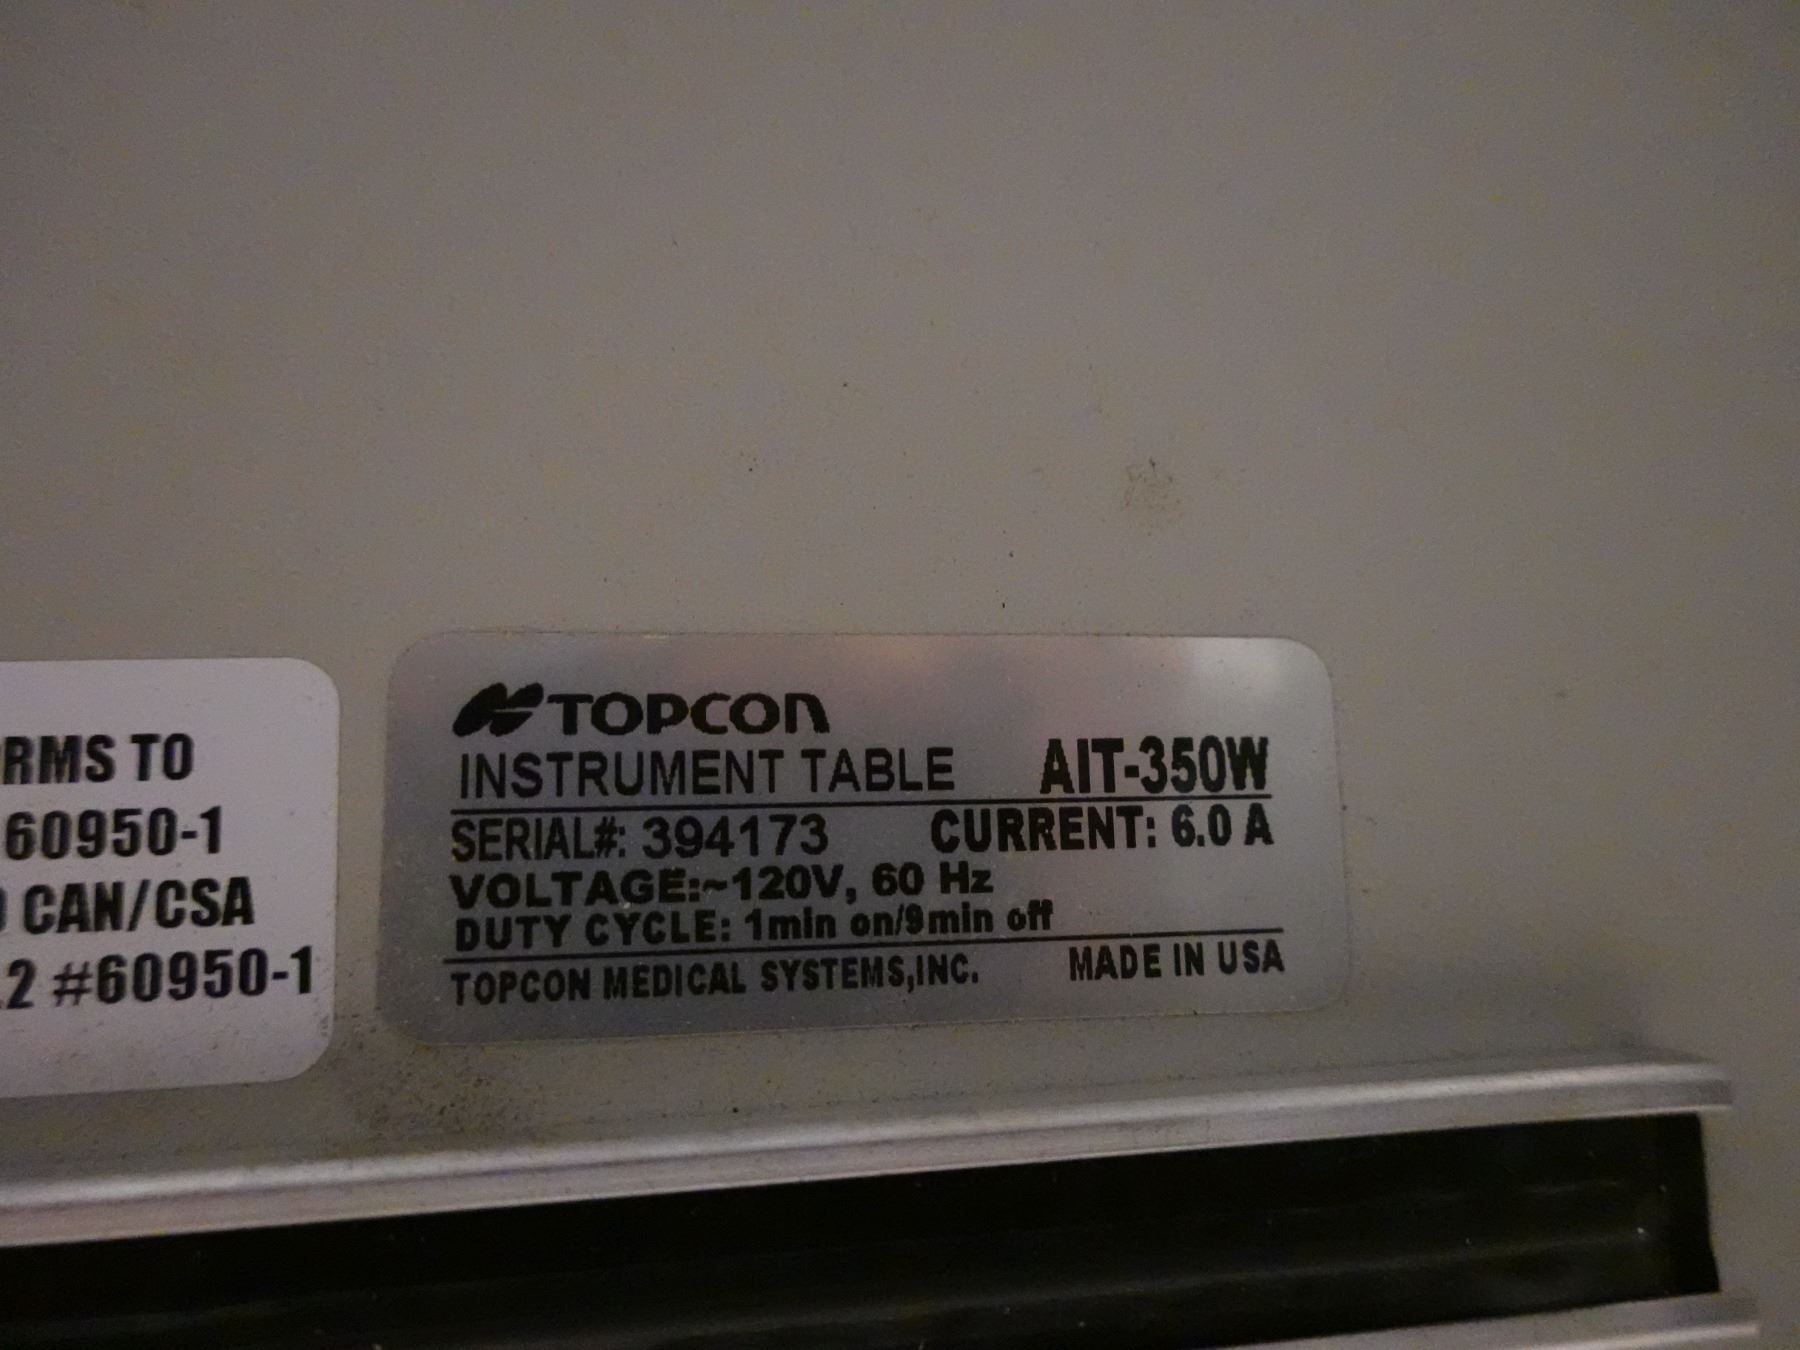 RMS TO
60950-1
CAN/CSA
.2 #60950-1
TOPCON
INSTRUMENT TABLE AIT-350W
SERIAL#: 394173 CURRENT: 6.0 A
VOLTAGE:~120V, 60 Hz
DUTY CYCLE: 1min on/9min off
TOPCON MEDICAL SYSTEMS,INC. MADE IN USA